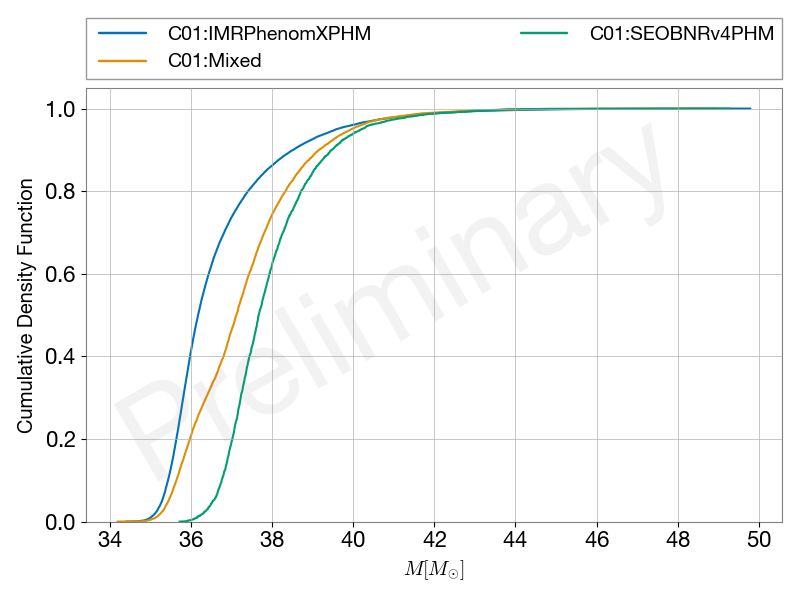 C01:IMRPhenomXPHM
C01:Mixed
C01:SEOBNRv4PHM
Cumulative Density Function
1.0
0.8
0.6
0.4
0.2
0.0
Preliminary
34 36 38 40 42 44 46 48 50
M[M⊙]